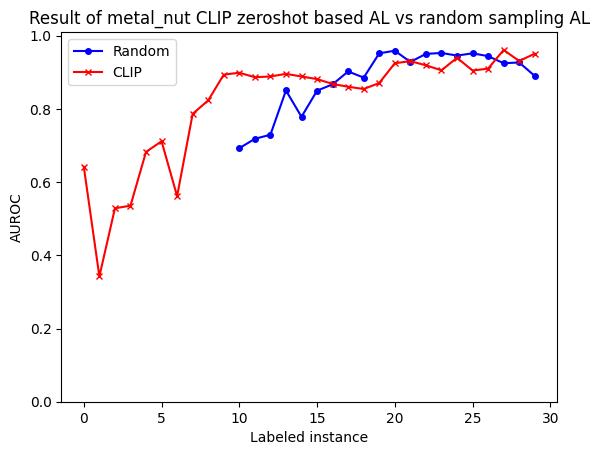 Result of metal_nut CLIP zeroshot based AL vs random sampling AL
Random
CLIP
1.0
0.8
0.6
0.4
0.2
0.0
AUROC
0 5 10 15 20 25 30
Labeled instance